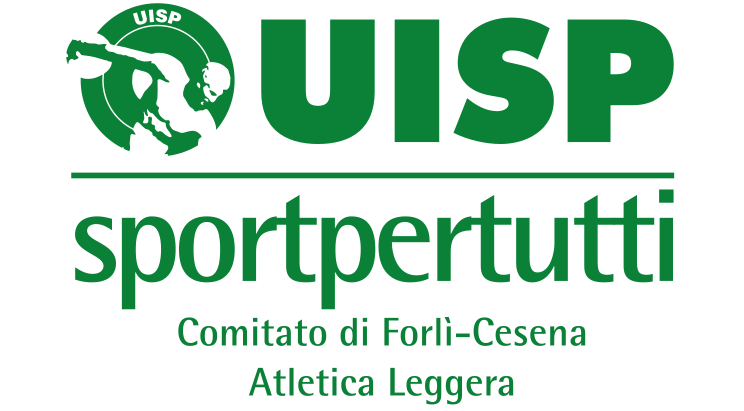 UISP
UISP
sportpertutti
Comitato di Forlì-Cesena
Atletica Leggera